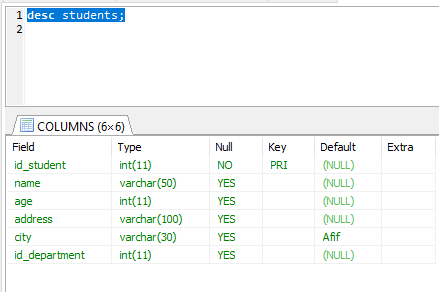 1 desc students;
2
COLUMNS (6×6)
Field Type Null Key Default Extra
id_student int(11) NO PRI (NULL)
name varchar(50) YES (NULL)
age int(11) YES (NULL)
address varchar(100) YES (NULL)
city varchar(30) YES Afif
id_department int(11) YES (NULL)